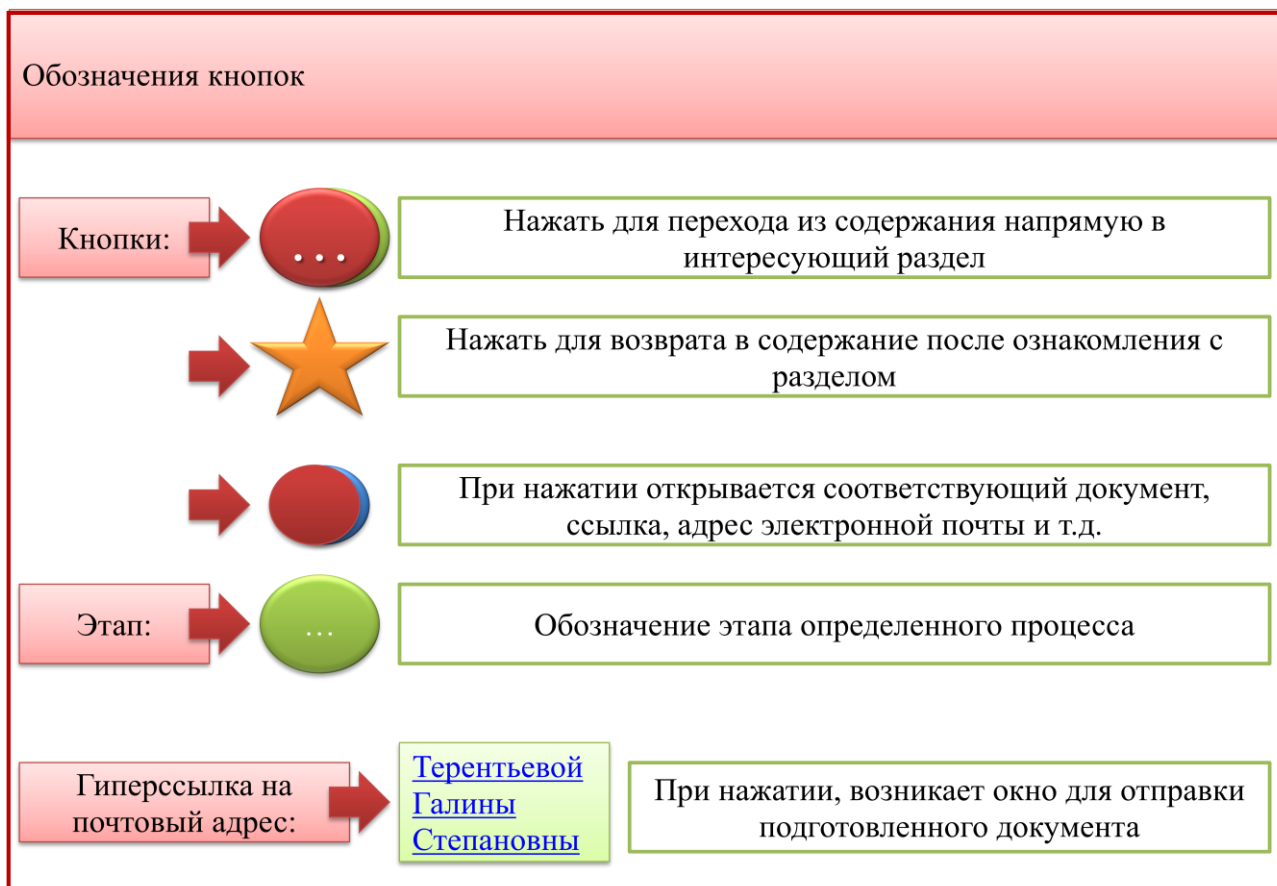 Обозначения кнопок
Кнопки:
...
Нажать для перехода из содержания напрямую в
интересующий раздел
Нажать для возврата в содержание после ознакомления с
разделом
При нажатии открывается соответствующий документ,
ссылка, адрес электронной почты и т.д.
Этап:
...
Обозначение этапа определенного процесса
Гиперссылка на
почтовый адрес:
Терентьевой
Галины
Степановны
При нажатии, возникает окно для отправки
подготовленного документа